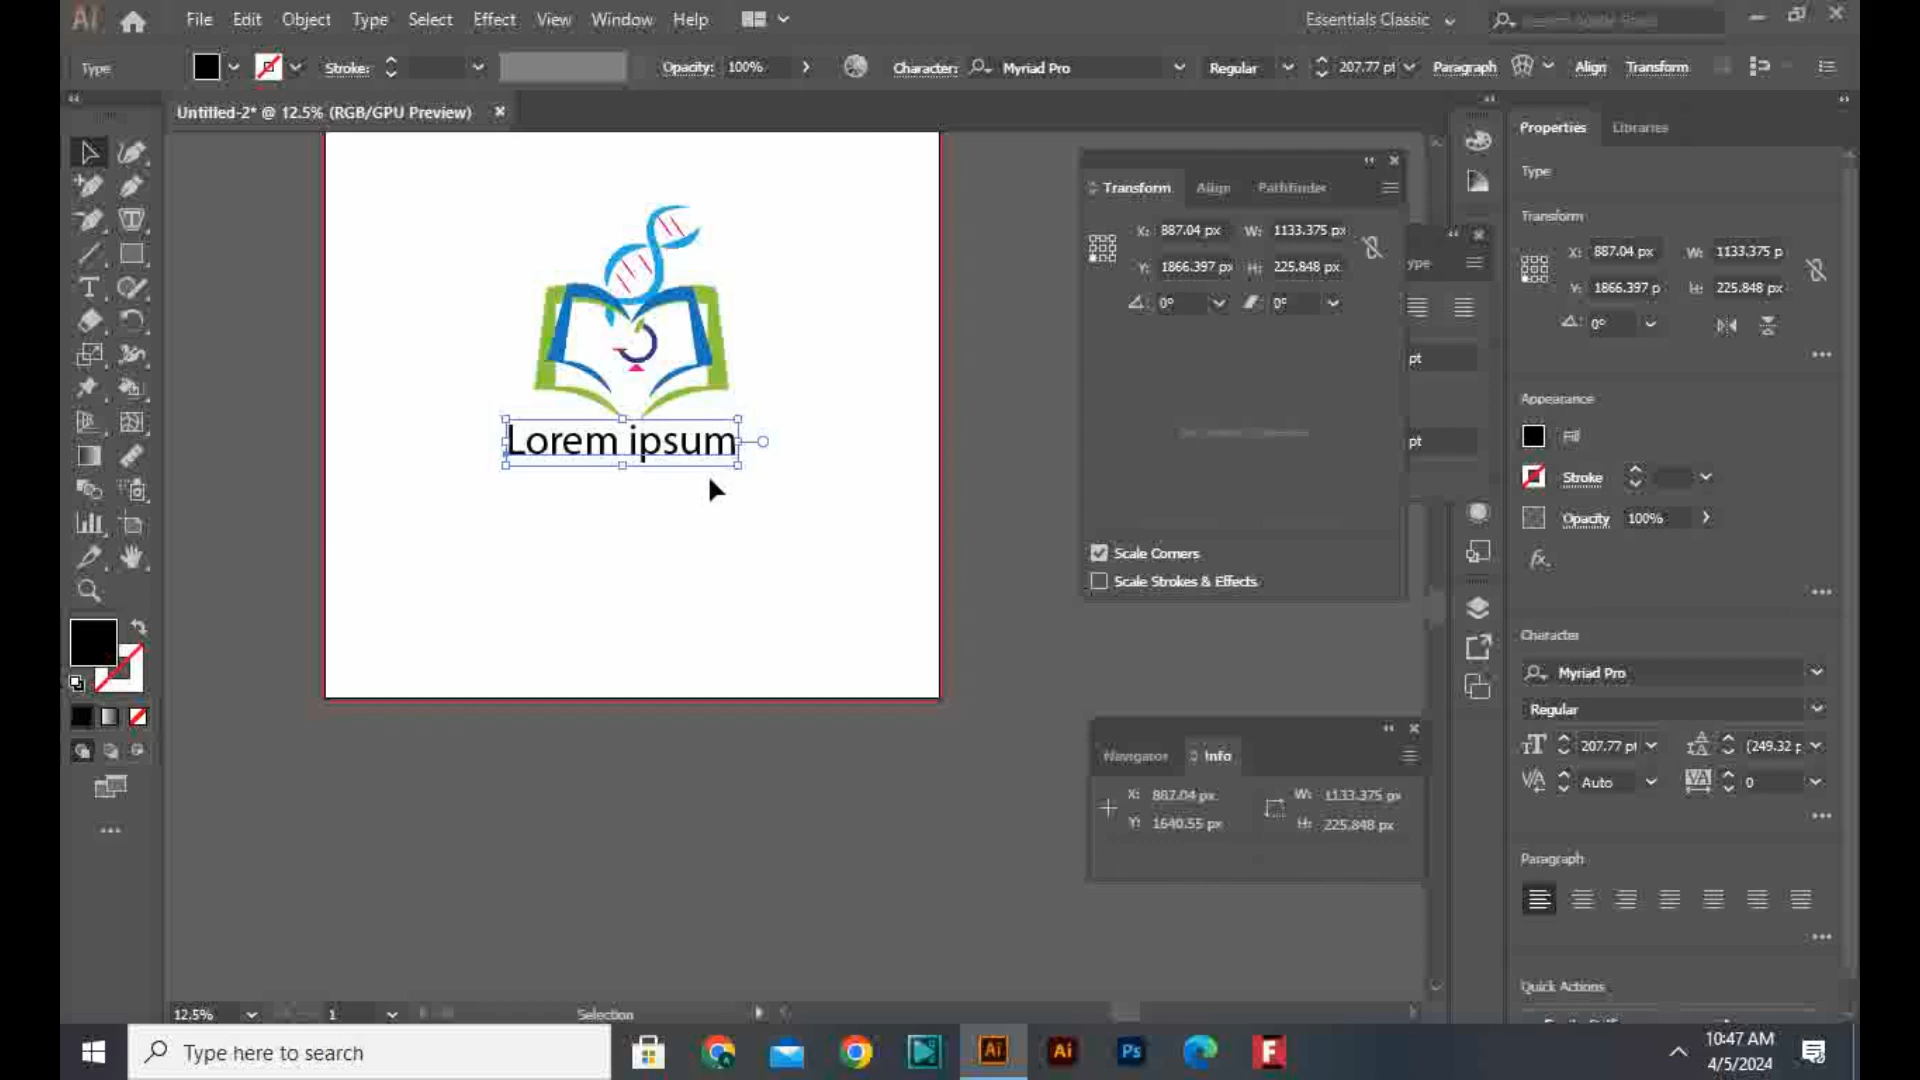 Ai File Edit Object Type Select Effect View Window Help Essentials Classic
Type Stroke: Opacity: 100% Character: Myriad Pro Regular 207.77 pt Paragraph Align Transform
Untitled-2* @ 12.5% (RGB/GPU Preview)
Properties Libraries
Type
Transform
X: 887.04 px W: 1133.375 p
Y: 1866.397 p H: 225.848 px
0°
Appearance
Fill
Stroke
Opacity 100%
fx.
Character
Myriad Pro
Regular
207.77 pt (249.32 p
Auto 0
Paragraph
Quick Actions
Transform Align Pathfinder
X: 887.04 px W: 1133.375 px
Y: 1866.397 px H: 225.848 px
0° 0°
Scale Corners
Scale Strokes & Effects
ype
pt
pt
Lorem ipsum
Navigator Info
X: 887.04 px W: 1133.375 px
Y: 1640.55 px H: 225.848 px
12.5% 1 Selection
Type here to search
Ai Ai Ps F
10:47 AM
4/5/2024